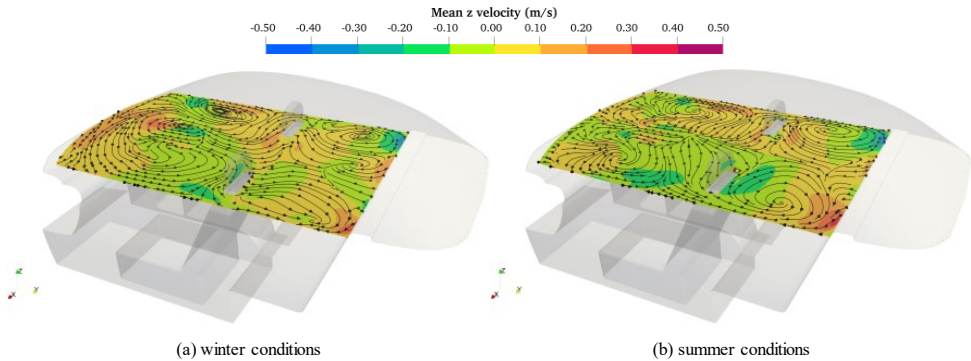 Mean z velocity (m/s)
-0.50 -0.40 -0.30 -0.20 -0.10 0.00 0.10 0.20 0.30 0.40 0.50
Z
X Y
Z
X Y
(a) winter conditions
(b) summer conditions